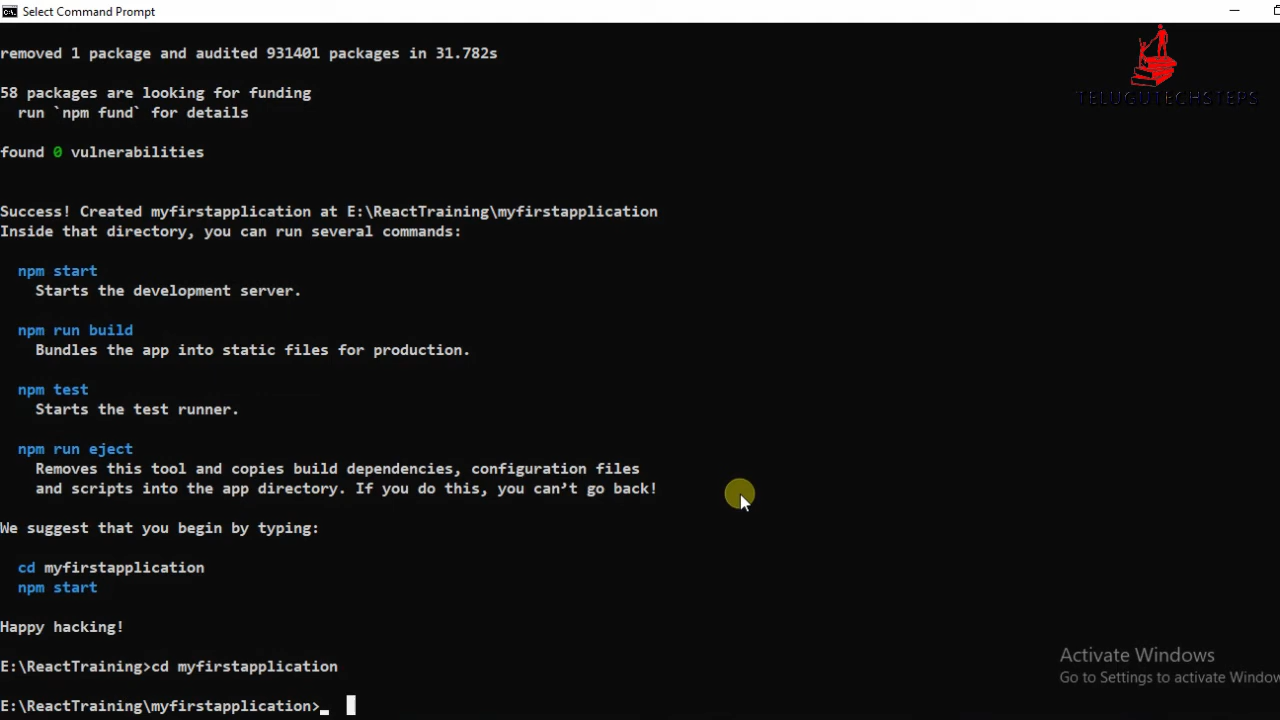 Select Command Prompt
removed 1 package and audited 931401 packages in 31.782s
TELUGUTECHSTEPS
58 packages are looking for funding
run `npm fund` for details
found 0 vulnerabilities
Success! Created myfirstapplication at E:\ReactTraining\myfirstapplication
Inside that directory, you can run several commands:
npm start
Starts the development server.
npm run build
Bundles the app into static files for production.
npm test
Starts the test runner.
npm run eject
Removes this tool and copies build dependencies, configuration files
and scripts into the app directory. If you do this, you can’t go back!
We suggest that you begin by typing:
cd myfirstapplication
npm start
Happy hacking!
E:\ReactTraining>cd myfirstapplication
E:\ReactTraining\myfirstapplication>_
Activate Windows
Go to Settings to activate Window